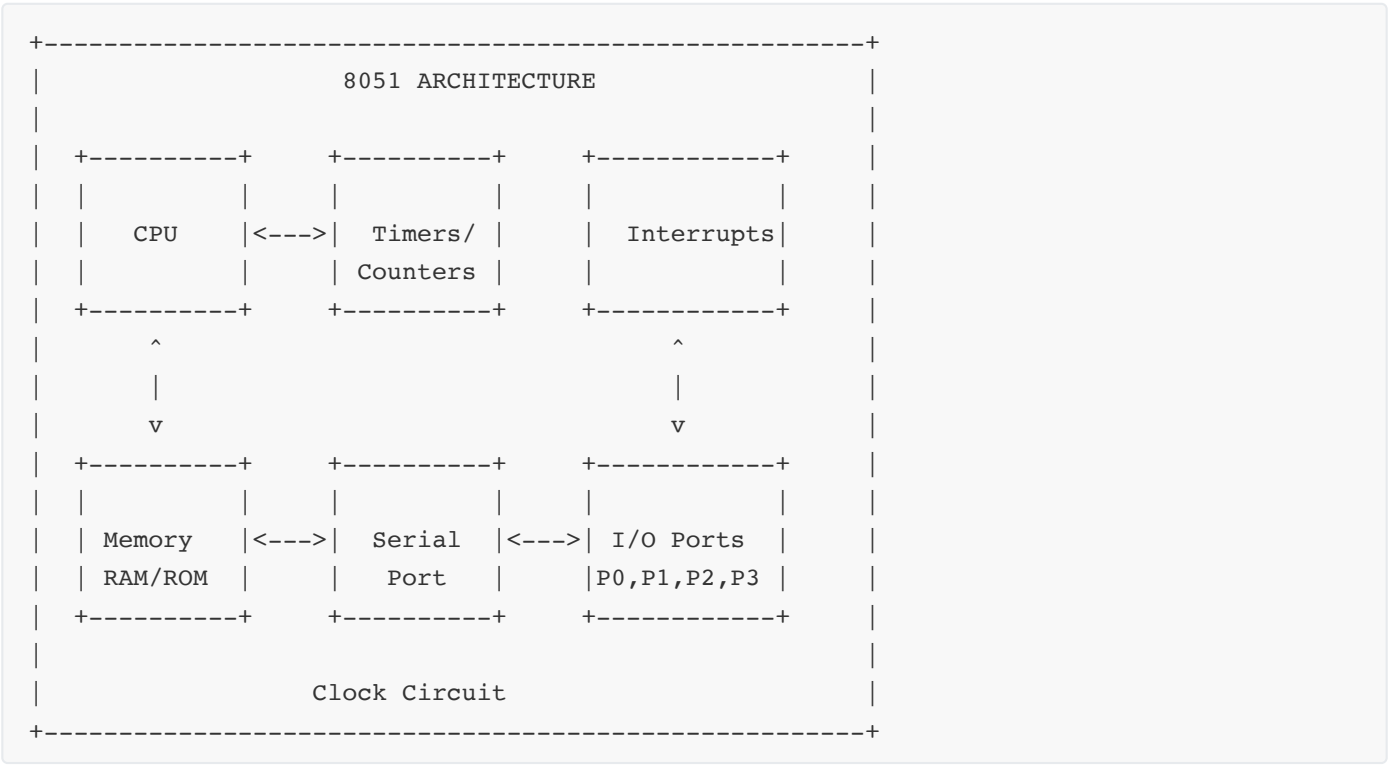 +-------------------------------------------------------+
|                    8051 ARCHITECTURE                  |
|                                                       |
|  +----------+     +----------+     +------------+     |
|  |          |     |          |     |            |     |
|  |   CPU    |<--->|  Timers/ |     |  Interrupts|     |
|  |          |     | Counters |     |            |     |
|  +----------+     +----------+     +------------+     |
|       ^                                  ^            |
|       |                                  |            |
|       v                                  v            |
|  +----------+     +----------+     +------------+     |
|  |          |     |          |     |            |     |
|  | Memory   |<--->|  Serial  |<--->| I/O Ports  |     |
|  | RAM/ROM  |     |   Port   |     |P0,P1,P2,P3 |     |
|  +----------+     +----------+     +------------+     |
|                                                       |
|                  Clock Circuit                        |
+-------------------------------------------------------+